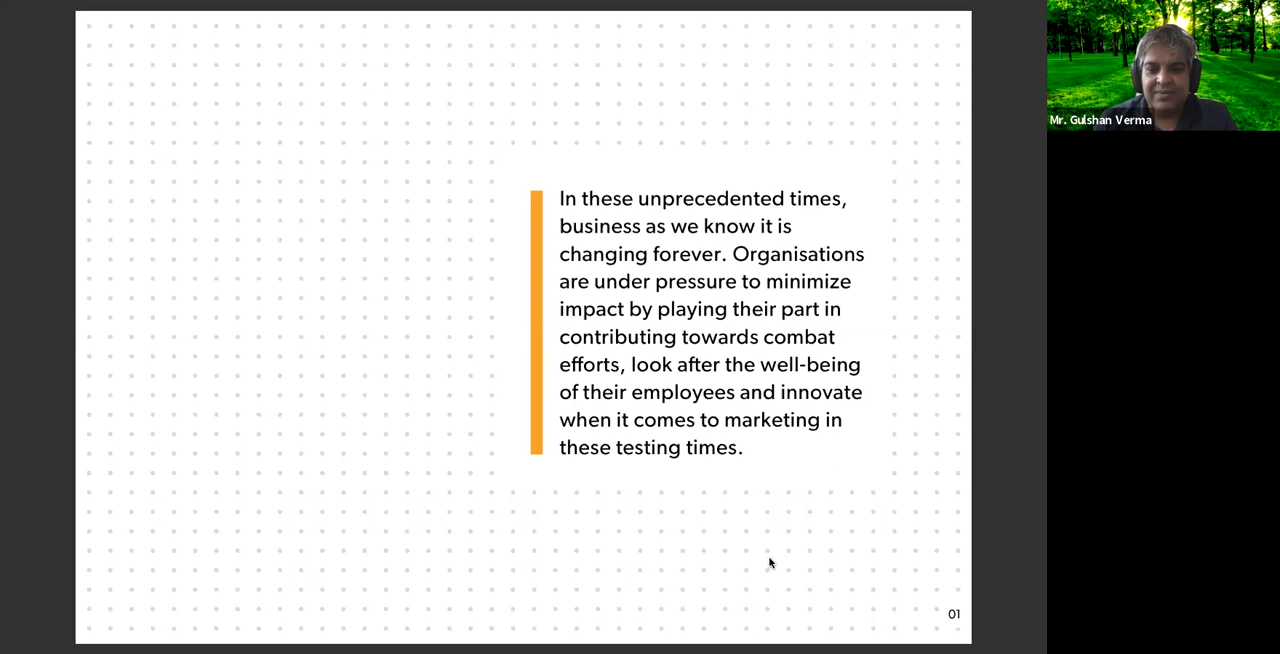 In these unprecedented times,
business as we know it is
changing forever. Organisations
are under pressure to minimize
impact by playing their part in
contributing towards combat
efforts, look after the well-being
of their employees and innovate
when it comes to marketing in
these testing times.
01
Mr. Gulshan Verma